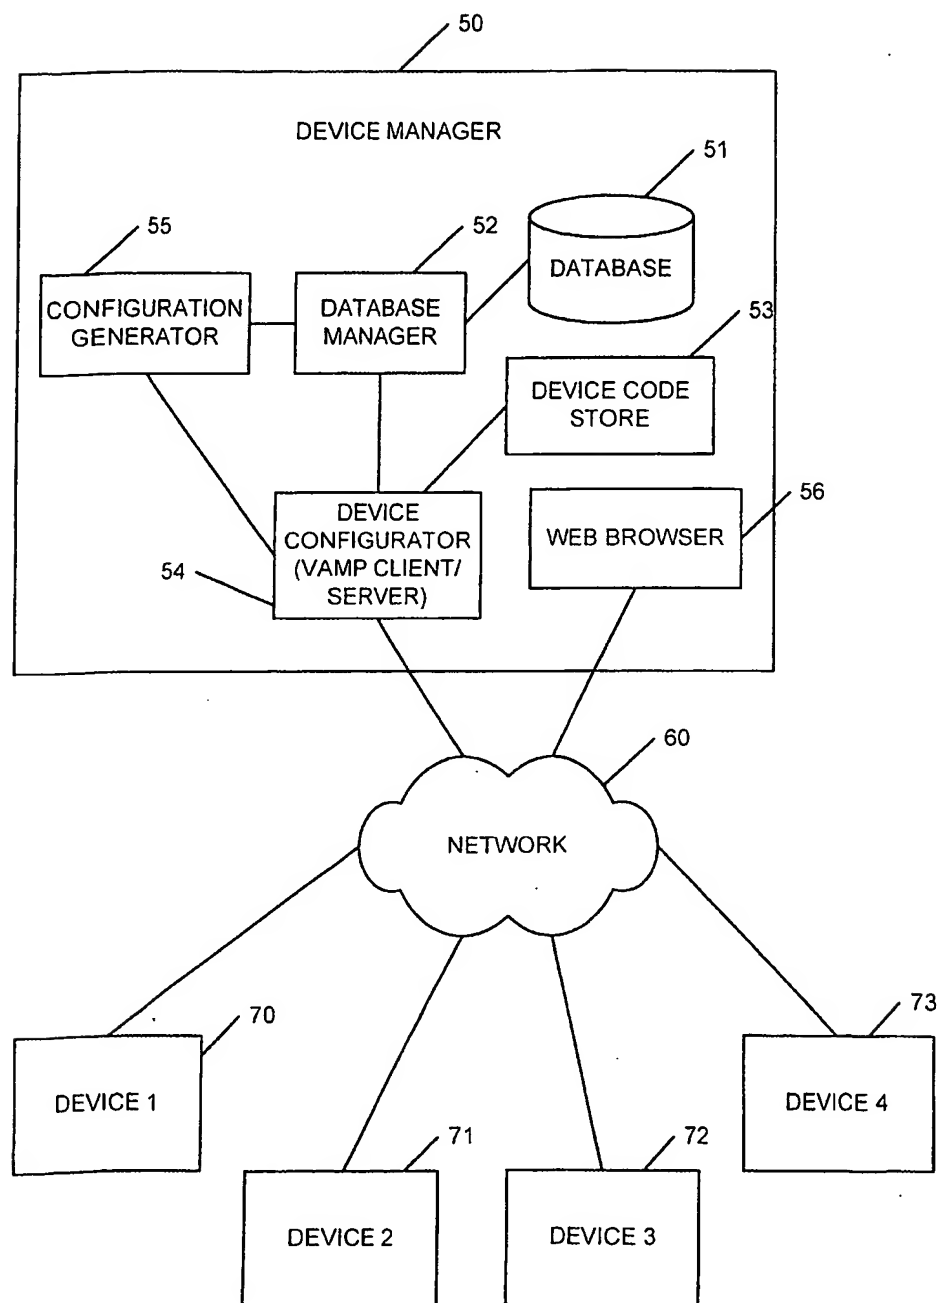 50
DEVICE MANAGER
51
55
52
DATABASE
CONFIGURATION
GENERATOR
DATABASE
MANAGER
53
DEVICE CODE
STORE
56
DEVICE
CONFIGURATOR
(VAMP CLIENT/
SERVER)
WEB BROWSER
54
60
NETWORK
70
73
DEVICE 1
DEVICE 4
71
72
DEVICE 2
DEVICE 3